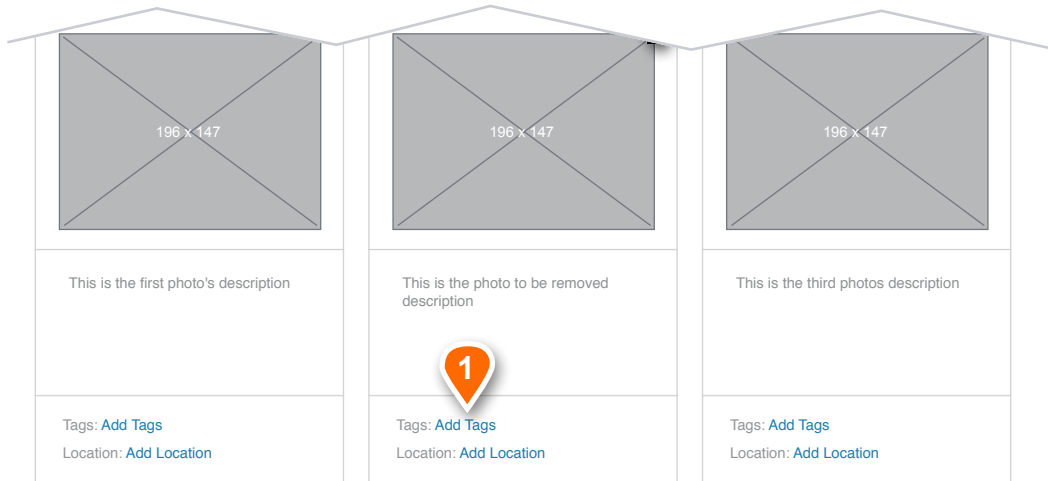 196 x 147
196 x 147
196 x 147
This is the first photo's description
This is the photo to be removed
description
This is the third photos description
1
Tags: Add Tags
Location: Add Location
Tags: Add Tags
Location: Add Location
Tags: Add Tags
Location: Add Location